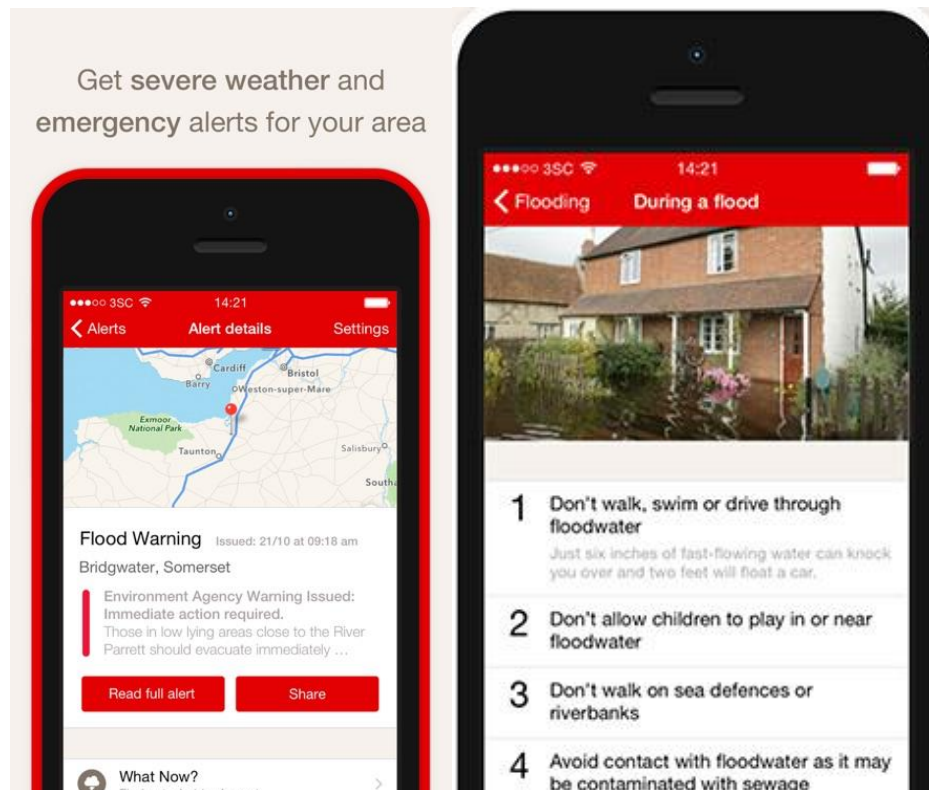 Get severe weather and
emergency alerts for your area
●●●○○ 3SC 14:21
Alerts Alert details Settings
Cardiff
Barry
Bristol
Weston-super-Mare
Exmoor
National Park
Taunton
Salisbury
South
Flood Warning Issued: 21/10 at 09:18 am
Bridgwater, Somerset
Environment Agency Warning Issued:
Immediate action required.
Those in low lying areas close to the River
Parrett should evacuate immediately ...
Read full alert Share
What Now?
●●●○○ 3SC 14:21
Flooding During a flood
1 Don't walk, swim or drive through
floodwater
Just six inches of fast-flowing water can knock
you over and two feet will float a car.
2 Don't allow children to play in or near
floodwater
3 Don't walk on sea defences or
riverbanks
4 Avoid contact with floodwater as it may
be contaminated with sewage